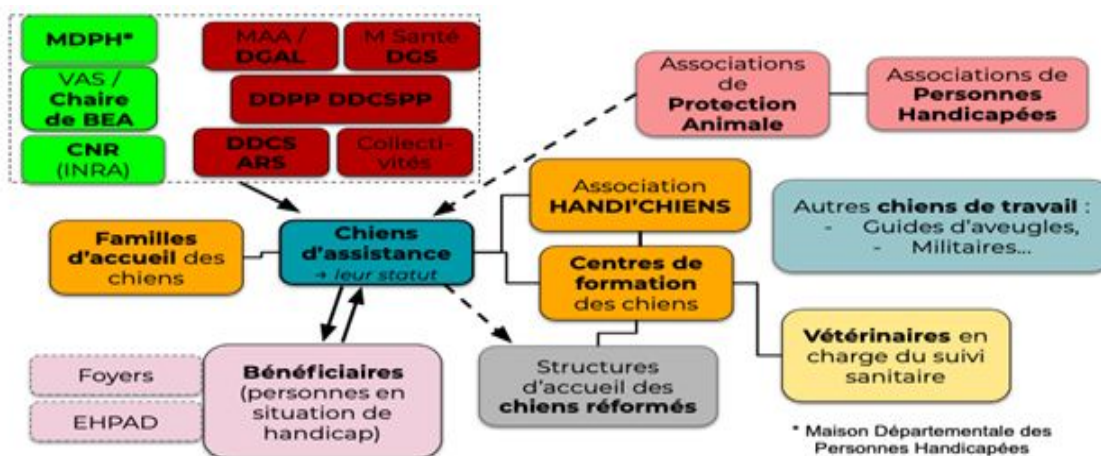 MDPH*
VAS /
Chaire
de BEA
CNR
(INRA)
MAA /
DGAL
M Santé
DGS
DDPP DDCSPP
DDCS
ARS
Collecti-
vités
Associations
de
Protection
Animale
Associations de
Personnes
Handicapées
Familles
d'accueil des
chiens
Chiens
d'assistance
→ leur statut
Association
HANDI'CHIENS
Centres de
formation
des chiens
Autres chiens de travail :
- Guides d'aveugles,
- Militaires...
Foyers
EHPAD
Bénéficiaires
(personnes en
situation de
handicap)
Structures
d'accueil des
chiens réformés
Vétérinaires en
charge du suivi
sanitaire
* Maison Départementale des
Personnes Handicapées